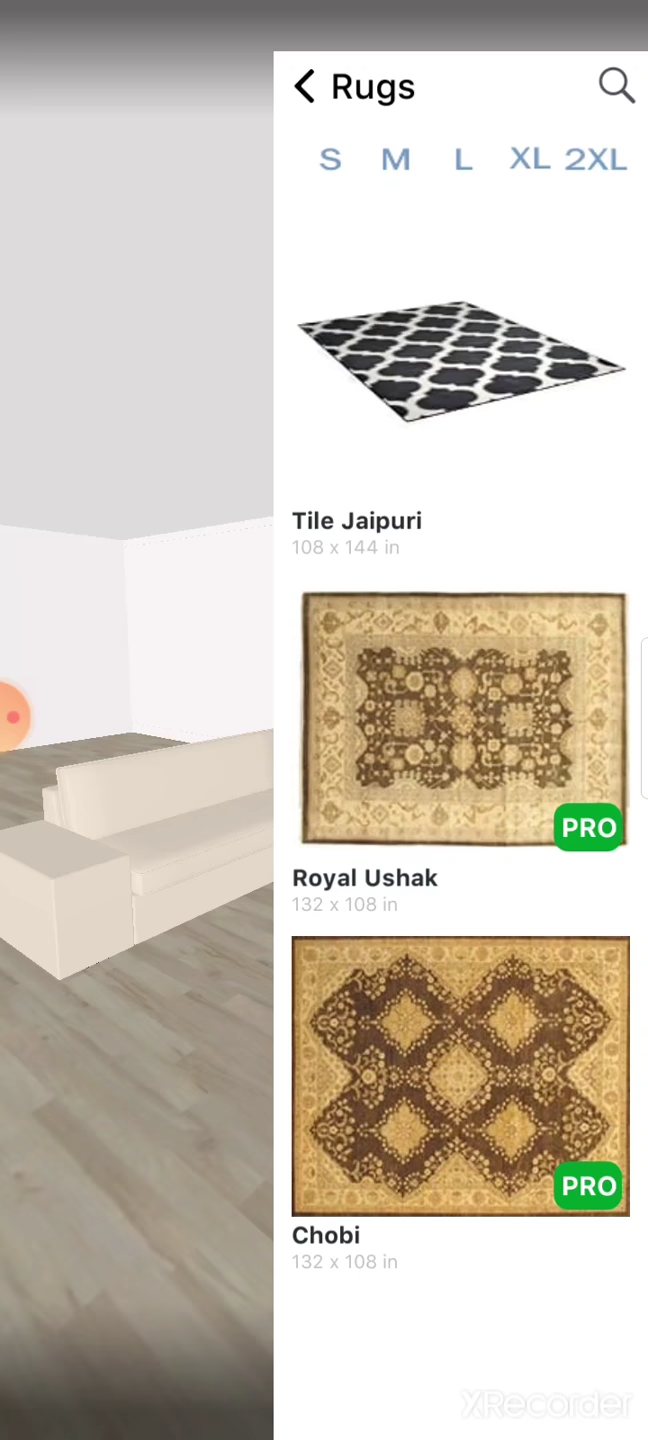 Rugs
S M L XL 2XL
Tile Jaipuri
108 x 144 in
PRO
Royal Ushak
132 x 108 in
PRO
Chobi
132 x 108 in
XRecorder